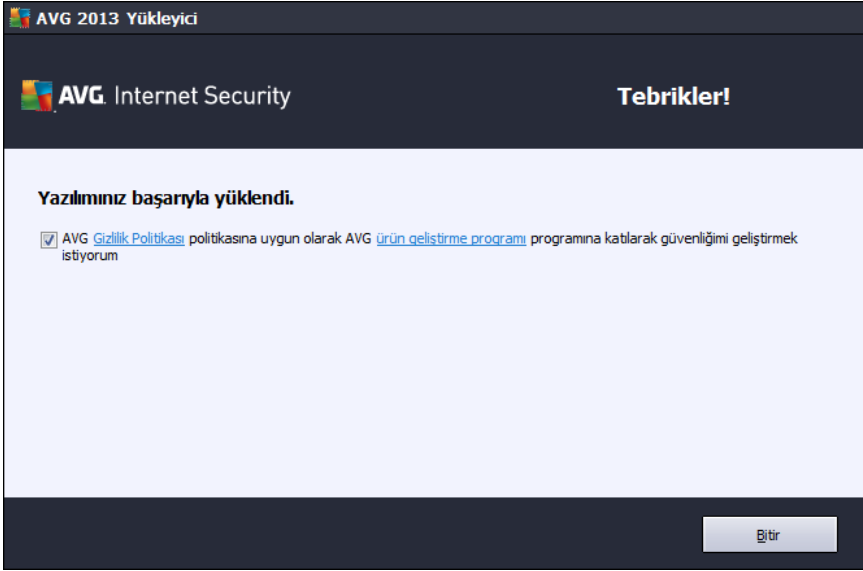 AVG 2013 Yükleyici
AVG. Internet Security
Tebrikler!
Yazılımınız başarıyla yüklendi.
AVG Gizlilik Politikası politikasına uygun olarak AVG ürün geliştirme programı programına katılarak güvenliğimi geliştirmek
istiyorum
Bitir